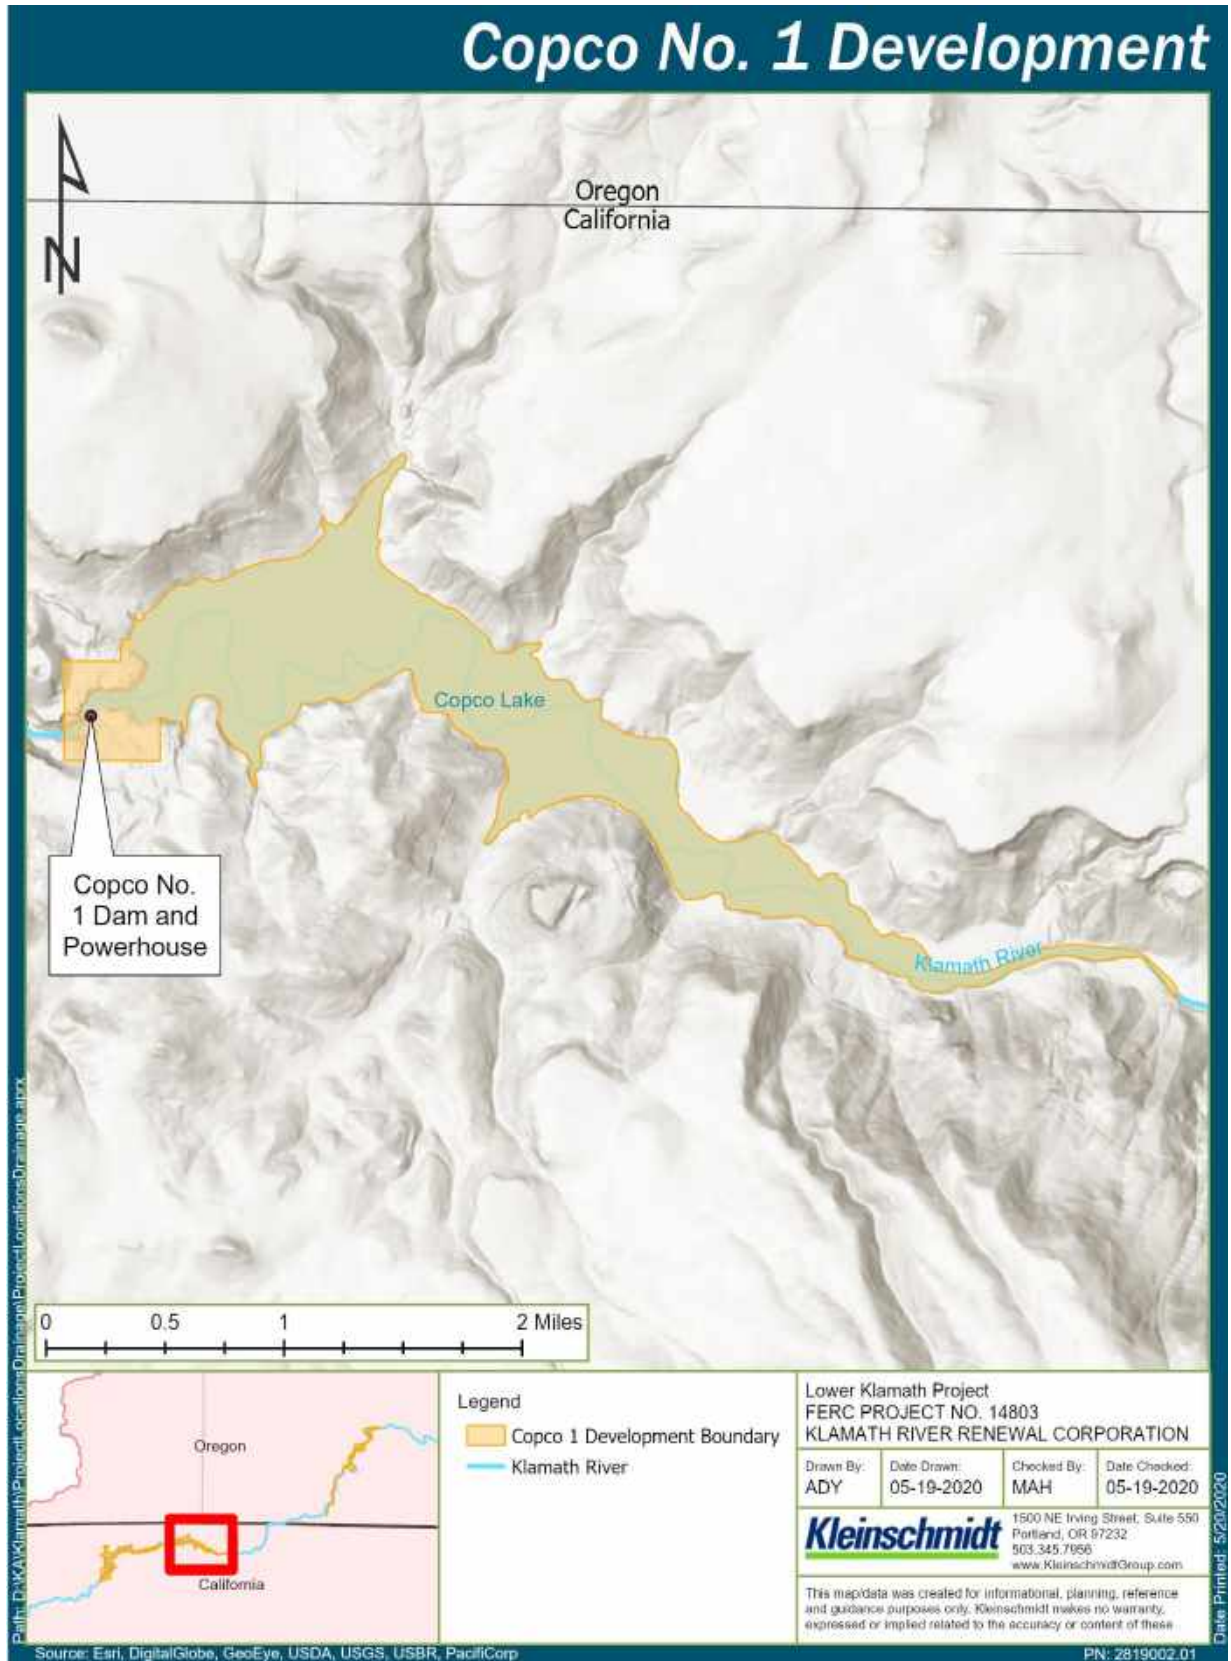 Copco No. 1 Development
Oregon
California
N
Copco Lake
Klamath River
Copco No.
1 Dam and
Powerhouse
0 0.5 1 2 Miles
Oregon
California
Legend
Copco 1 Development Boundary
Klamath River
Lower Klamath Project
FERC PROJECT NO. 14803
KLAMATH RIVER RENEWAL CORPORATION
Drawn By:
ADY
Date Drawn:
05-19-2020
Checked By:
MAH
Date Checked:
05-19-2020
Kleinschmidt
1500 NE Irving Street, Suite 550
Portland, OR 97232
503.345.7956
www.KleinschmidtGroup.com
This map/data was created for informational, planning, reference
and guidance purposes only. Kleinschmidt makes no warranty,
expressed or implied related to the accuracy or content of these
Path: D:\KA\Klamath\ProjectLocationsDrainage\ProjectLocationsDrainage.aprx
Date Printed: 5/20/2020
Source: Esri, DigitalGlobe, GeoEye, USDA, USGS, USBR, PacifiCorp
PN: 2819002.01